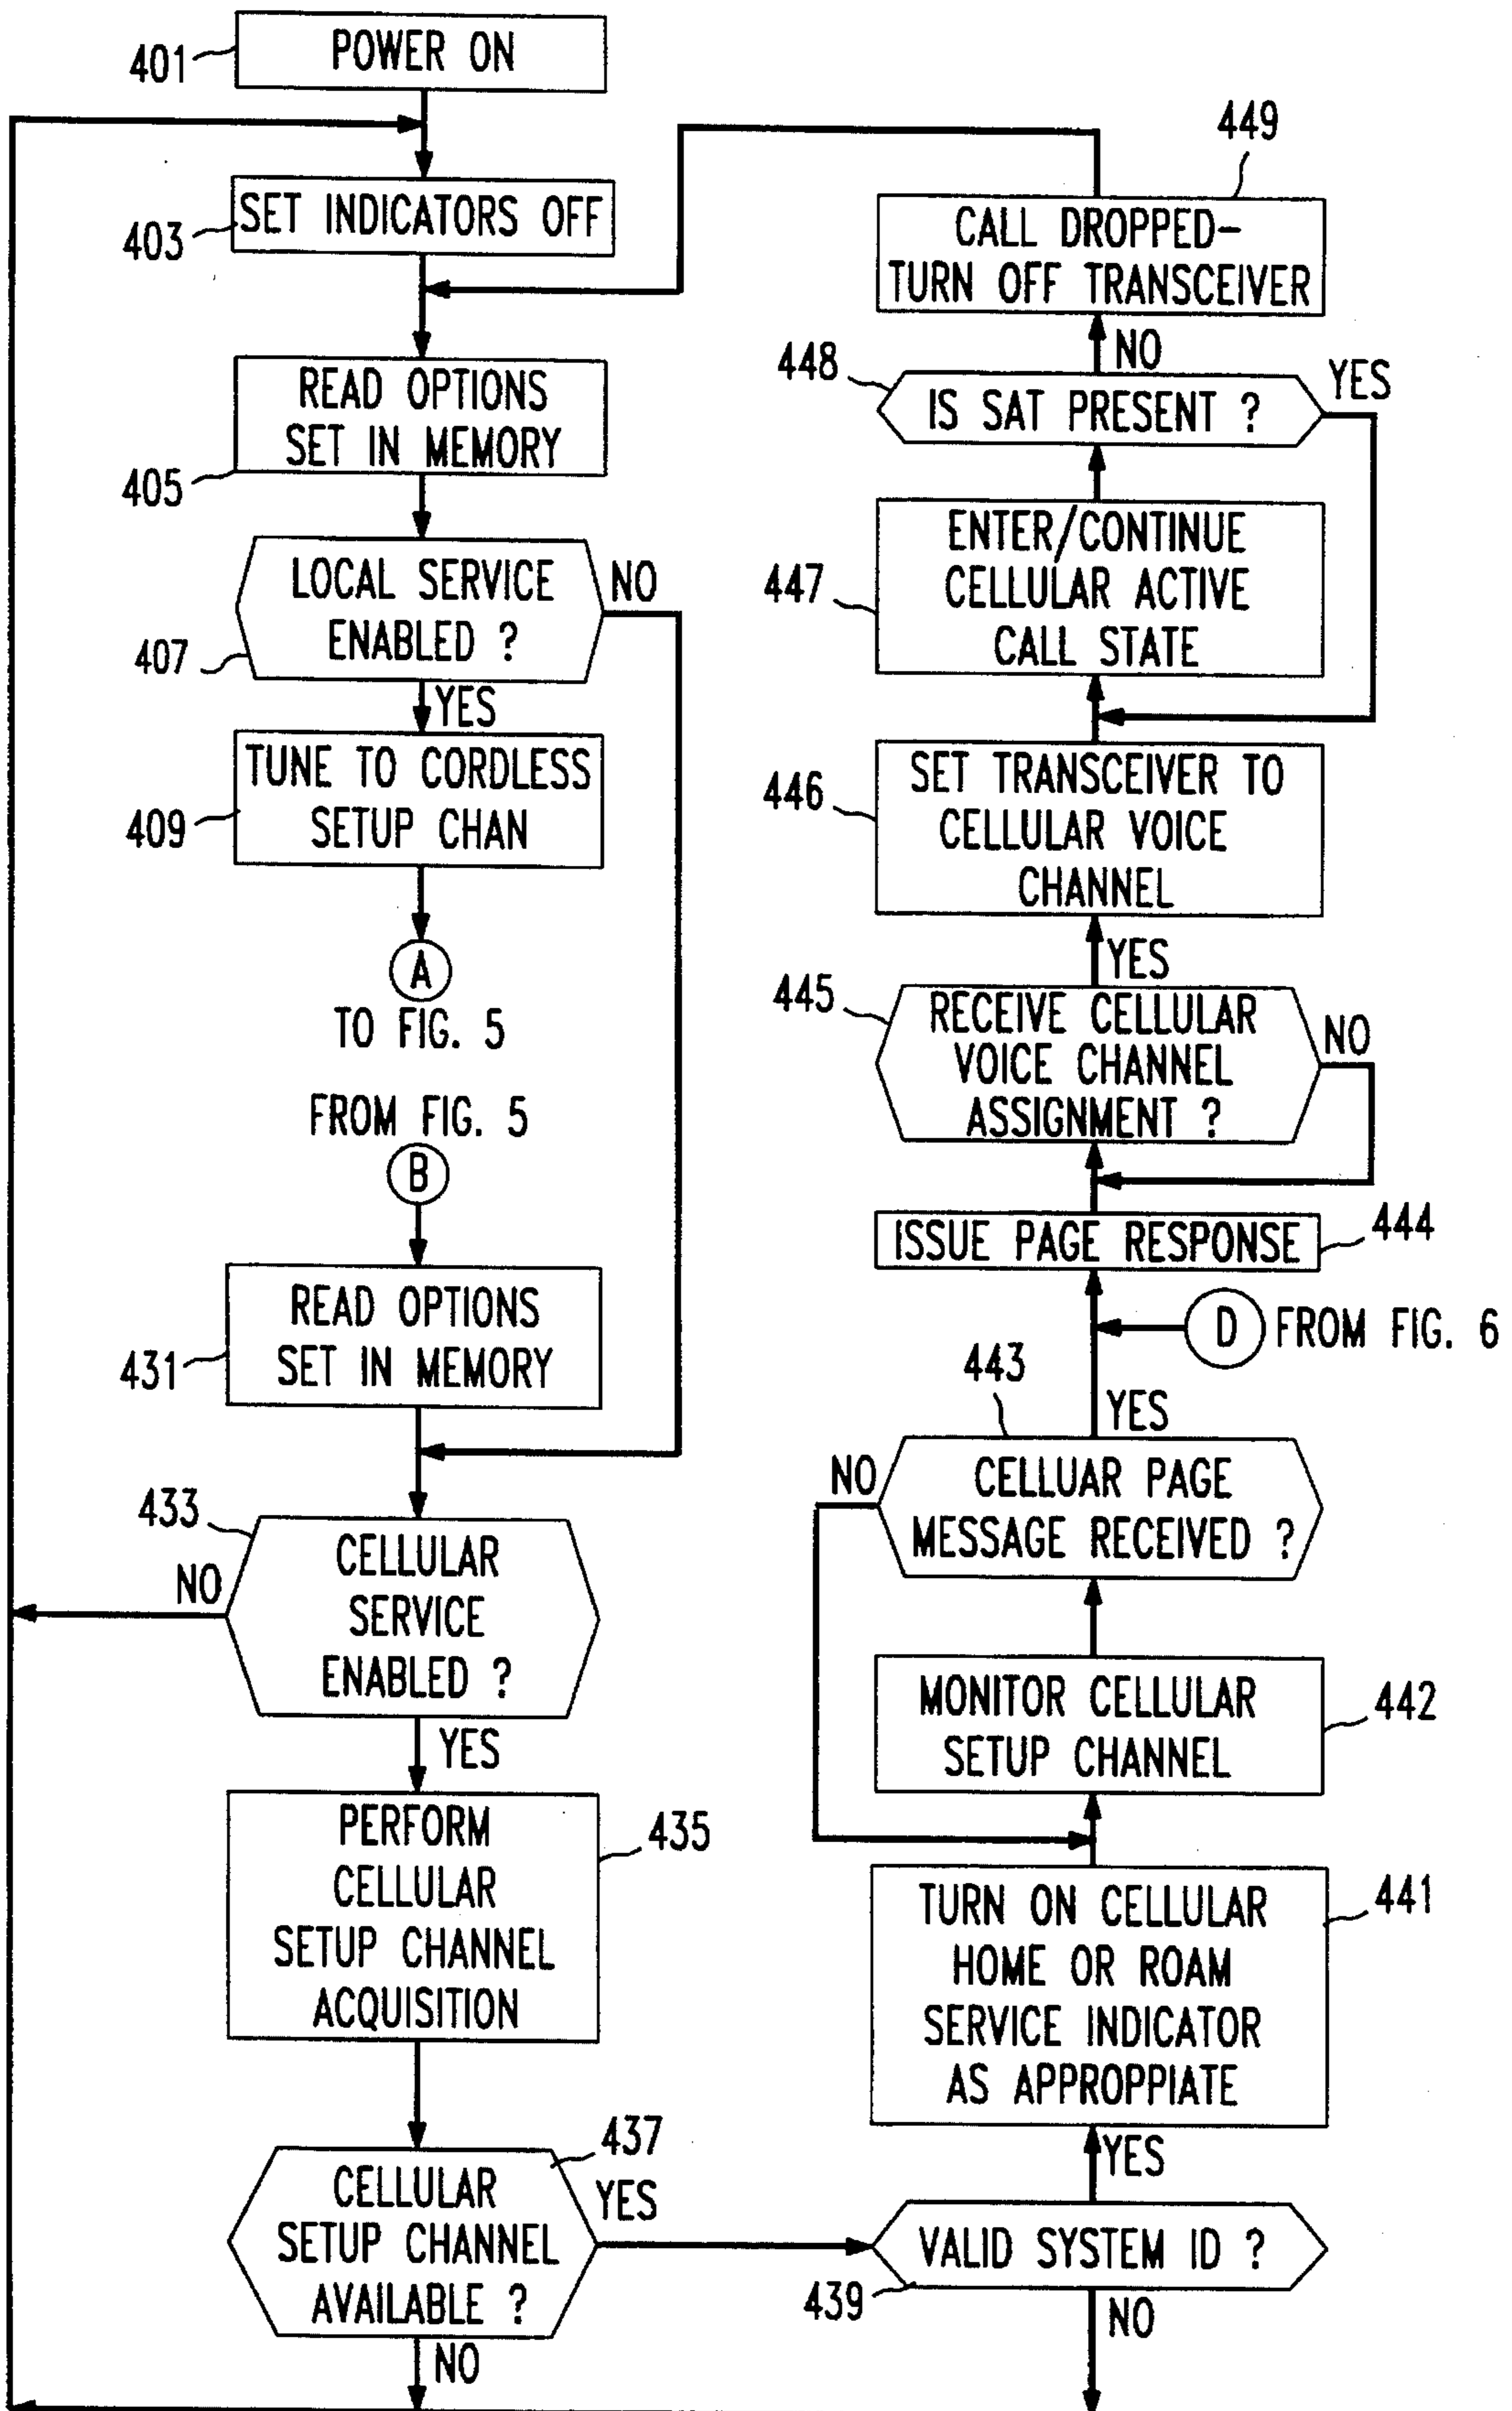 POWER ON
401
SET INDICATORS OFF
403
READ OPTIONS
SET IN MEMORY
405
LOCAL SERVICE
ENABLED ?
407
NO
YES
TUNE TO CORDLESS
SETUP CHAN
409
A
TO FIG. 5
FROM FIG. 5
B
READ OPTIONS
SET IN MEMORY
431
433
CELLULAR
SERVICE
ENABLED ?
NO
YES
PERFORM
CELLULAR
SETUP CHANNEL
ACQUISITION
435
437
CELLULAR
SETUP CHANNEL
AVAILABLE ?
YES
NO
VALID SYSTEM ID ?
439
NO
YES
TURN ON CELLULAR
HOME OR ROAM
SERVICE INDICATOR
AS APPROPPIATE
441
MONITOR CELLULAR
SETUP CHANNEL
442
443
CELLUAR PAGE
MESSAGE RECEIVED ?
NO
YES
D FROM FIG. 6
ISSUE PAGE RESPONSE
444
445
RECEIVE CELLULAR
VOICE CHANNEL
ASSIGNMENT ?
NO
YES
SET TRANSCEIVER TO
CELLULAR VOICE
CHANNEL
446
ENTER/CONTINUE
CELLULAR ACTIVE
CALL STATE
447
448
IS SAT PRESENT ?
YES
NO
CALL DROPPED-
TURN OFF TRANSCEIVER
449